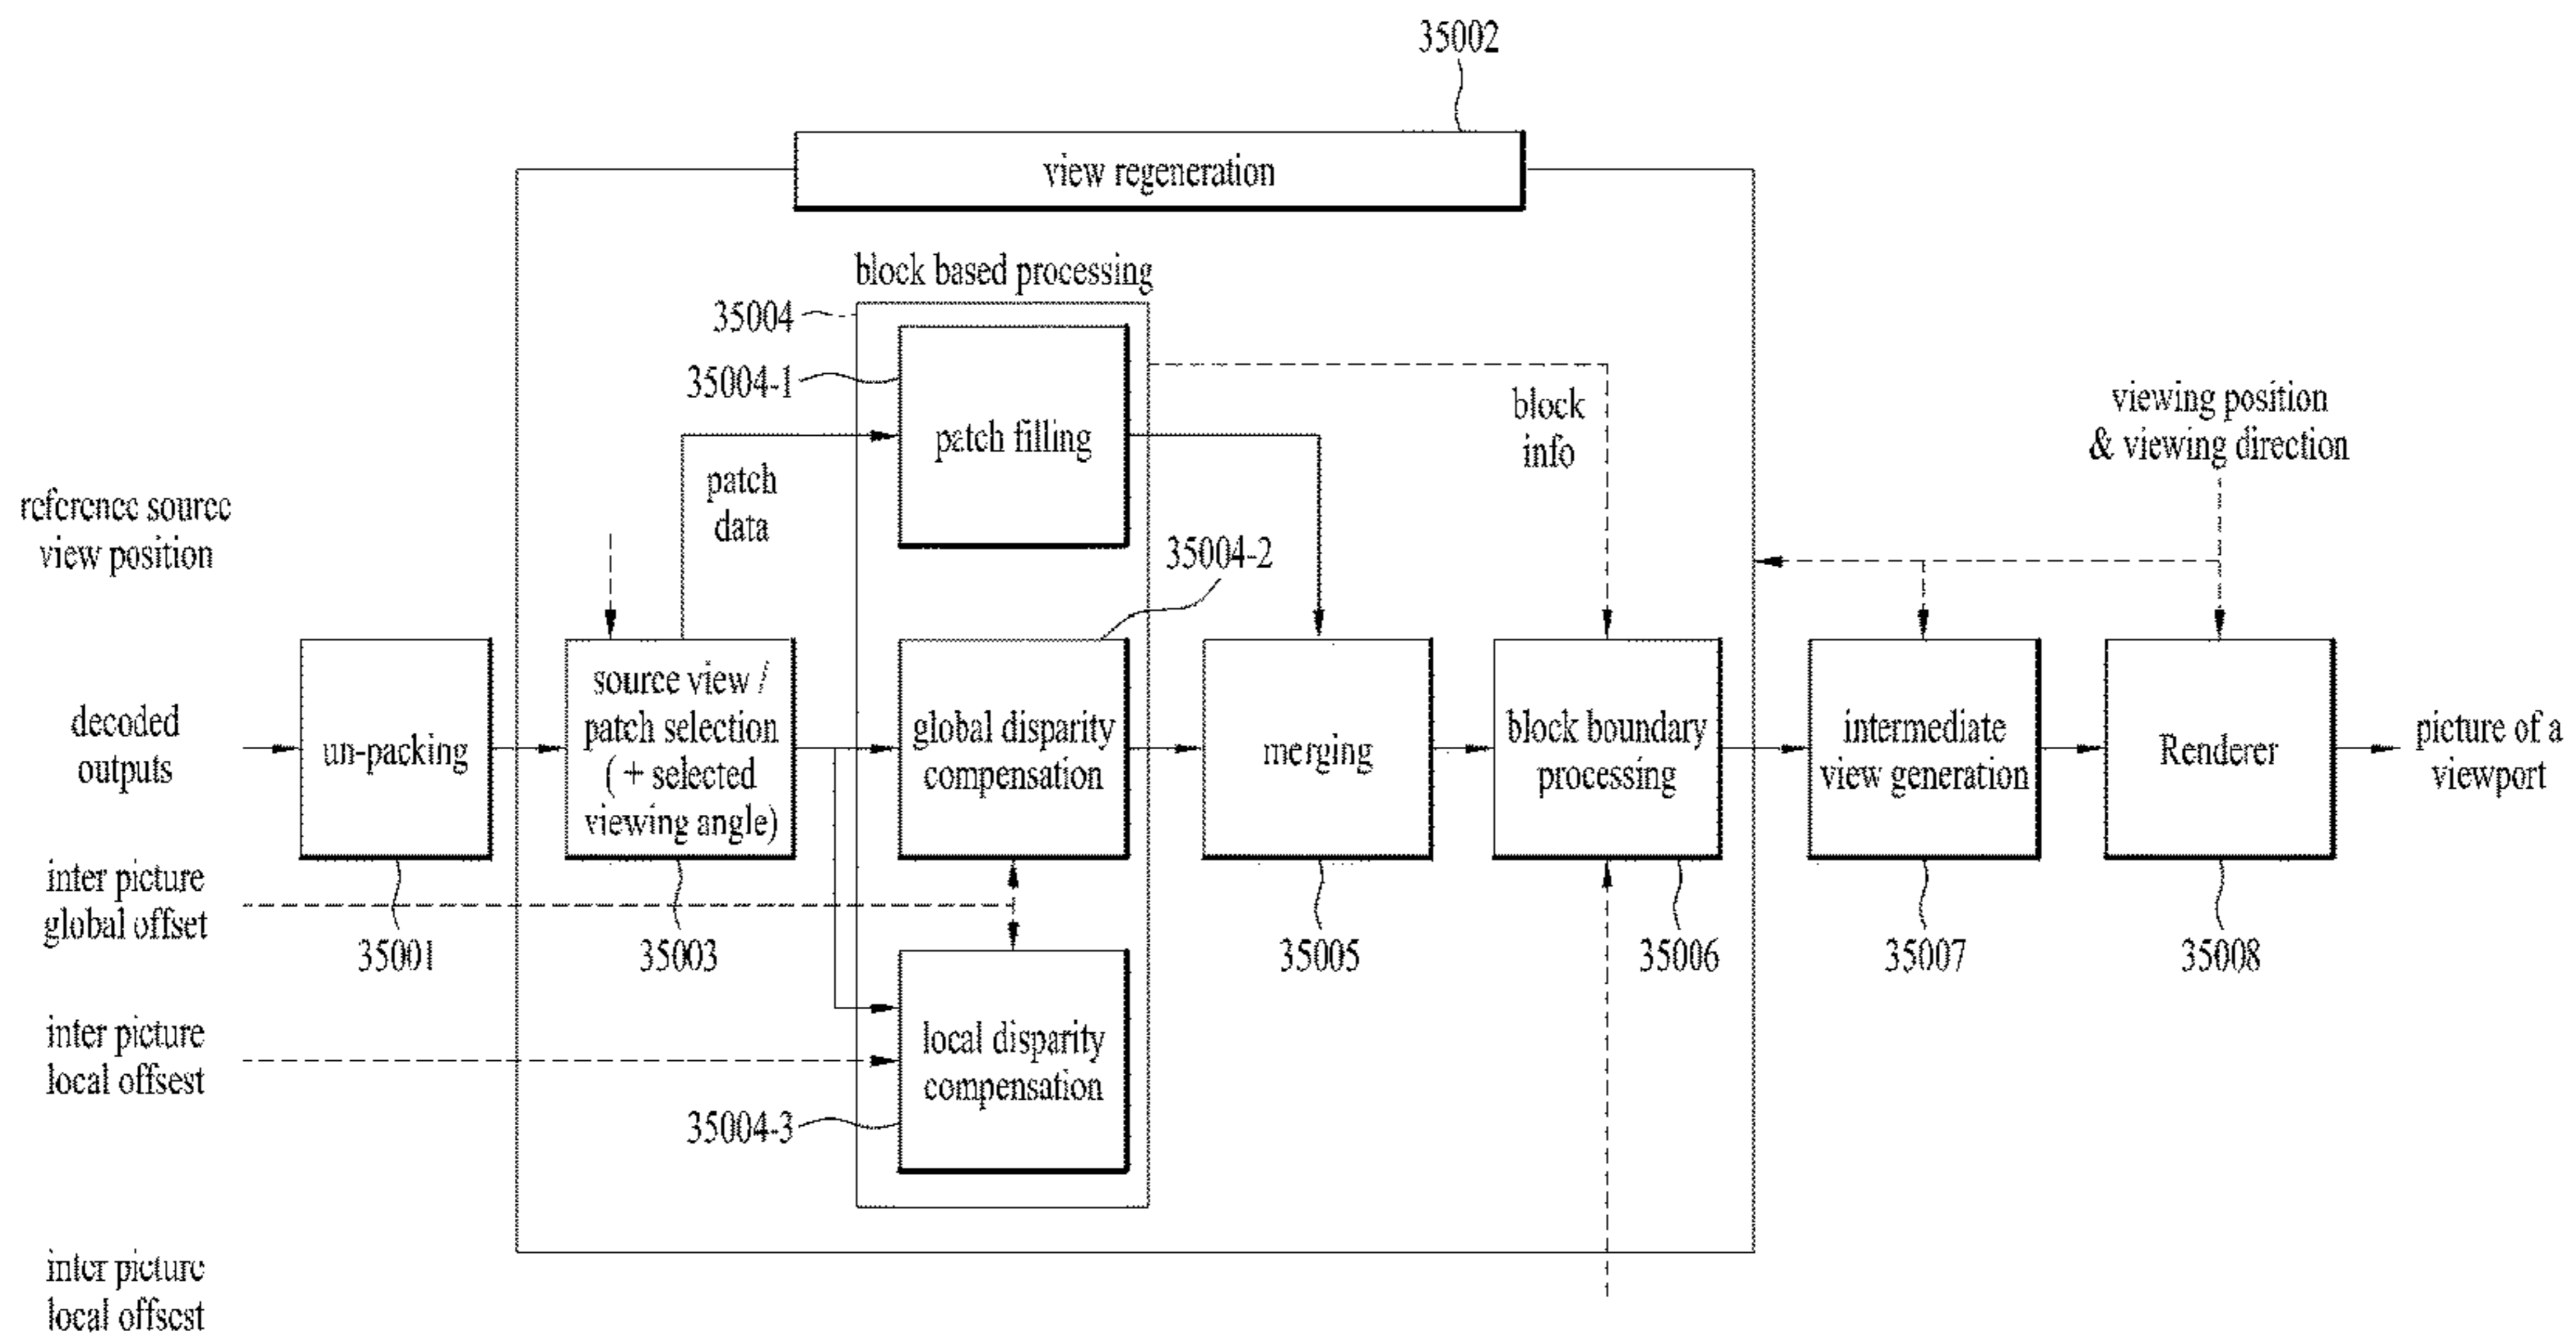 35002
view regeneration
block based processing
35004
35004-1
patch filling
block
info
viewing position
& viewing direction
patch
data
reference source
view position
35004-2
decoded
outputs
un-packing
source view /
patch selection
( + selected
viewing angle)
global disparity
compensation
merging
block boundary
processing
intermediate
view generation
Renderer
picture of a
viewport
inter picture
global offset
35001
35003
35005
35006
35007
35008
inter picture
local offsest
local disparity
compensation
35004-3
inter picture
local offsest